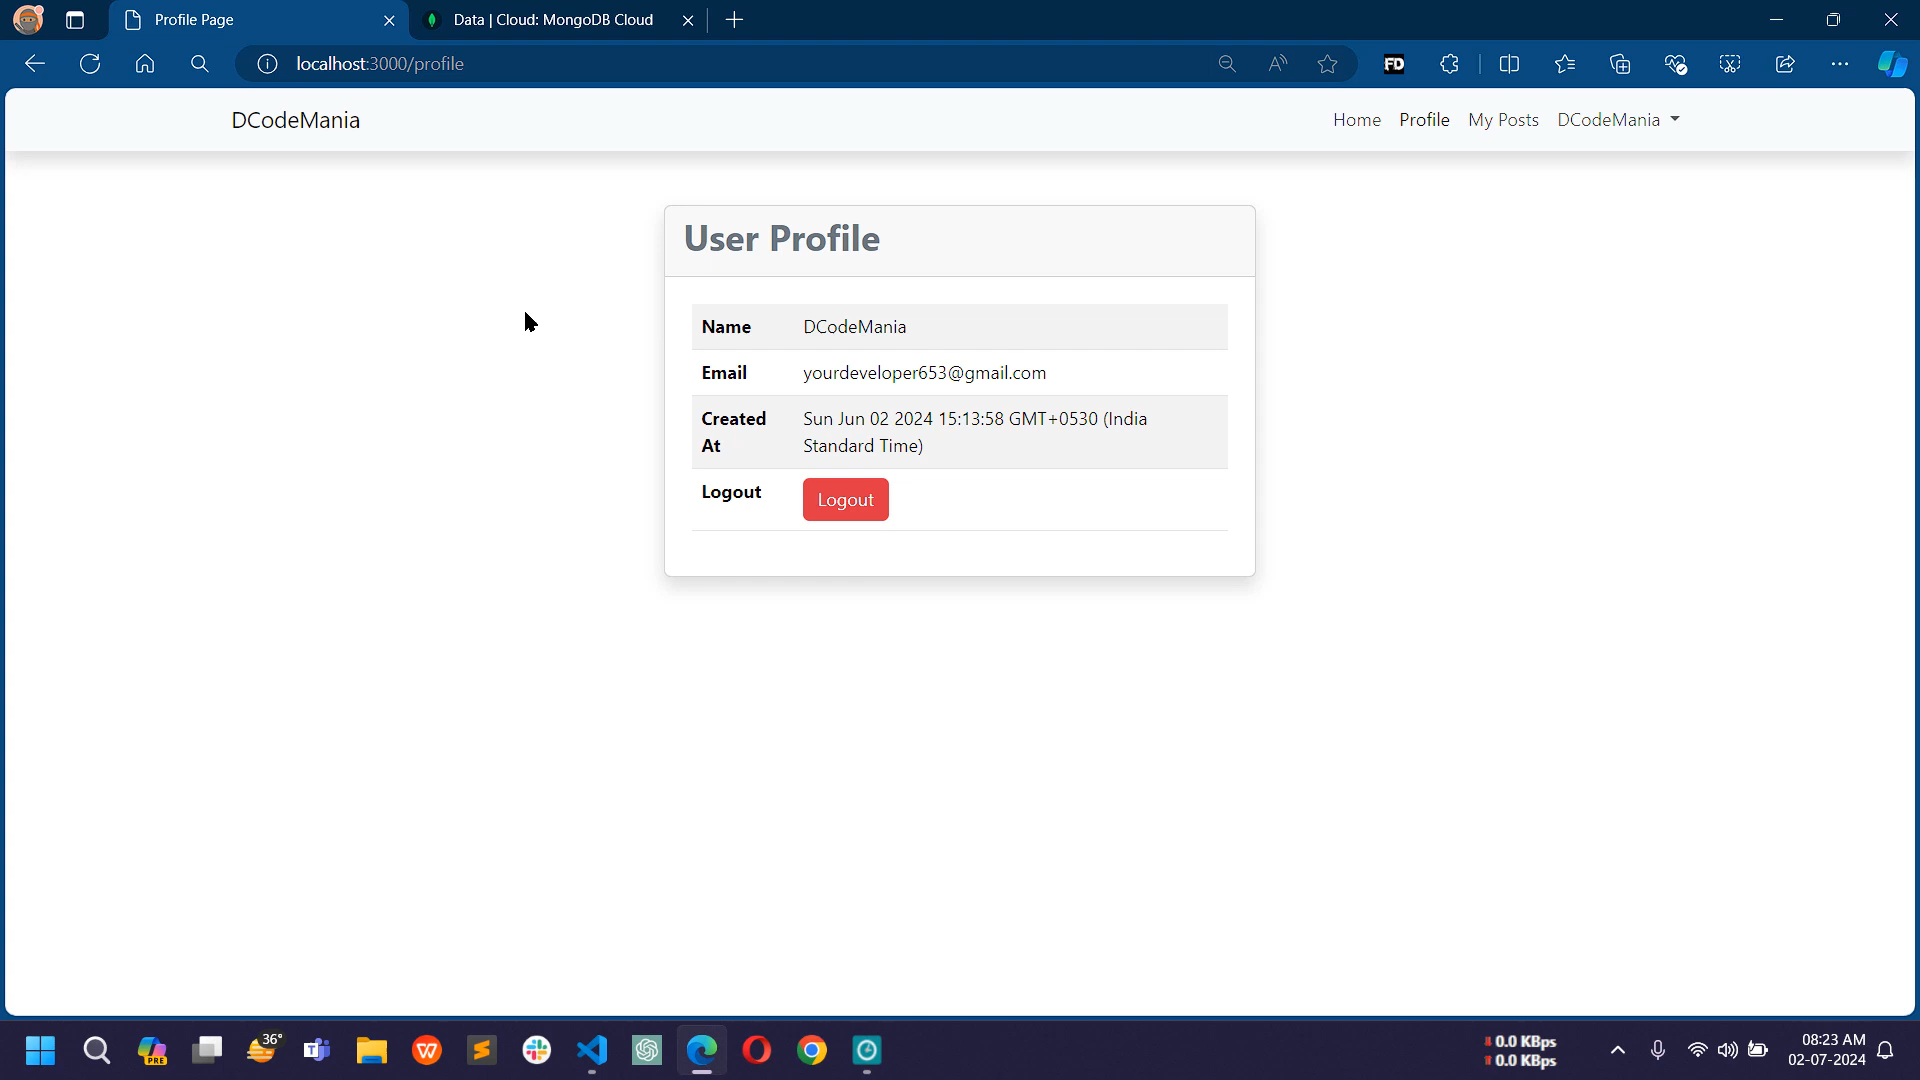 Profile Page
Data | Cloud: MongoDB Cloud
localhost:3000/profile
FD
DCodeMania
Home Profile My Posts DCodeMania
User Profile
Name DCodeMania
Email yourdeveloper653@gmail.com
Created At Sun Jun 02 2024 15:13:58 GMT+0530 (India
Standard Time)
Logout Logout
PRE
36°
0.0 KBps
0.0 KBps
08:23 AM
02-07-2024